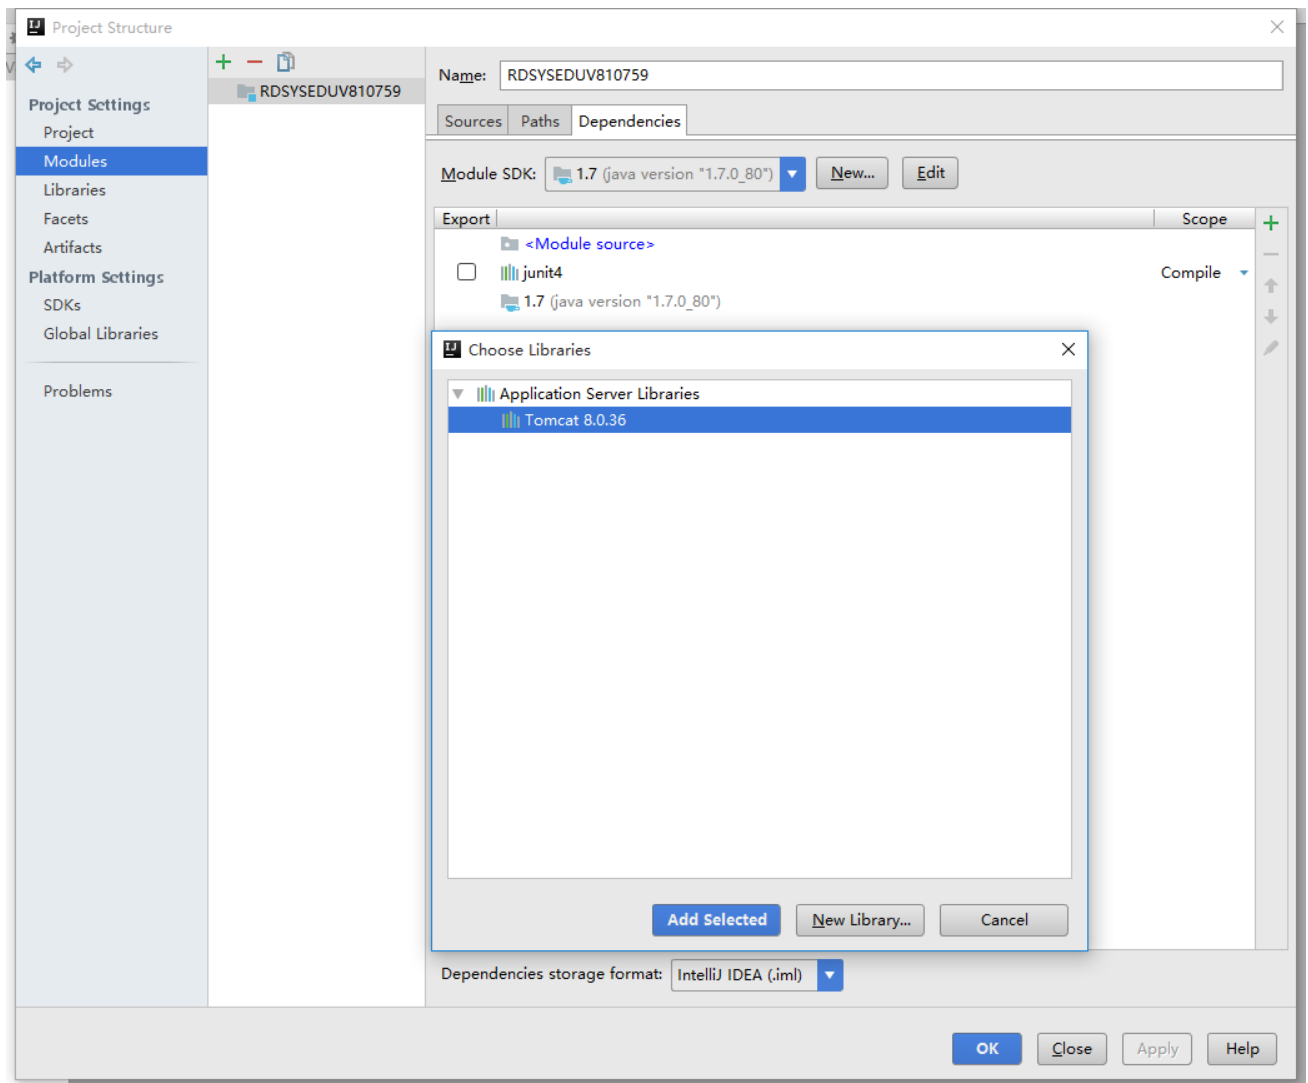 Project Structure
Project Settings
Project
Modules
Libraries
Facets
Artifacts
Platform Settings
SDKs
Global Libraries
Problems
RDSYSEDUV810759
Name: RDSYSEDUV810759
Sources Paths Dependencies
Module SDK: 1.7 (java version "1.7.0_80") New... Edit
Export Scope
<Module source>
junit4 Compile
1.7 (java version "1.7.0_80")
Choose Libraries
Application Server Libraries
Tomcat 8.0.36
Add Selected New Library... Cancel
Dependencies storage format: IntelliJ IDEA (.iml)
OK Close Apply Help